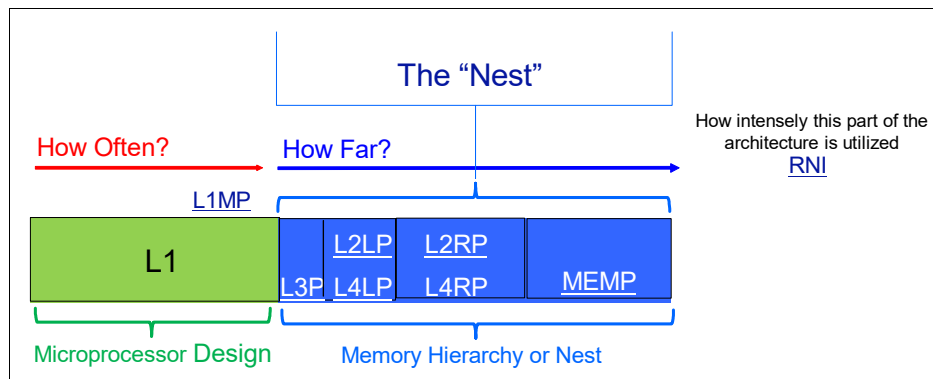 The “Nest”
How intensely this part of the
architecture is utilized
RNI
How Often?
How Far?
L1MP
L1
L2LP
L2RP
L3P
L4LP
L4RP
MEMP
Microprocessor Design
Memory Hierarchy or Nest